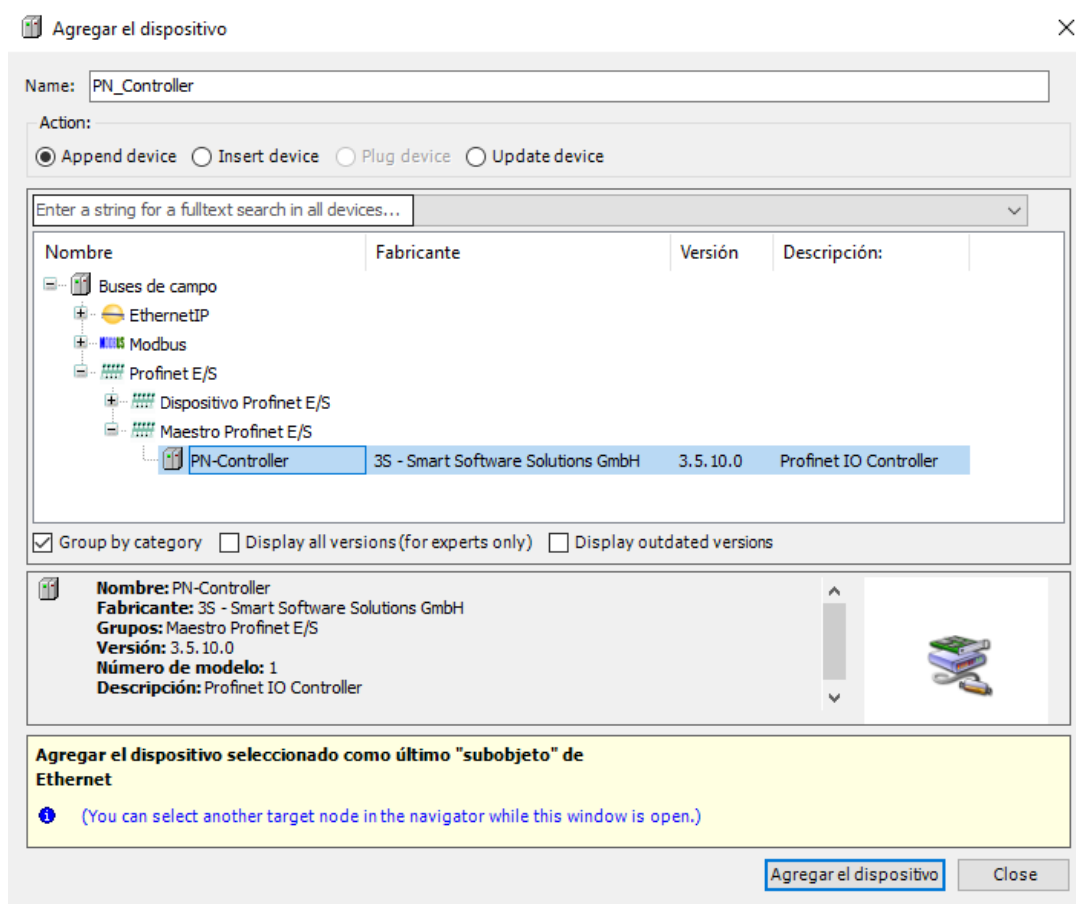 Agregar el dispositivo
Name: PN_Controller
Action:
Append device Insert device Plug device Update device
Enter a string for a fulltext search in all devices...
Nombre Fabricante Versión Descripción:
Buses de campo
EthernetIP
MODBUS Modbus
Profinet E/S
Dispositivo Profinet E/S
Maestro Profinet E/S
PN-Controller 3S - Smart Software Solutions GmbH 3.5.10.0 Profinet IO Controller
Group by category Display all versions (for experts only) Display outdated versions
Nombre: PN-Controller
Fabricante: 3S - Smart Software Solutions GmbH
Grupos: Maestro Profinet E/S
Versión: 3.5.10.0
Número de modelo: 1
Descripción: Profinet IO Controller
Agregar el dispositivo seleccionado como último "subobjeto" de
Ethernet
(You can select another target node in the navigator while this window is open.)
Agregar el dispositivo Close